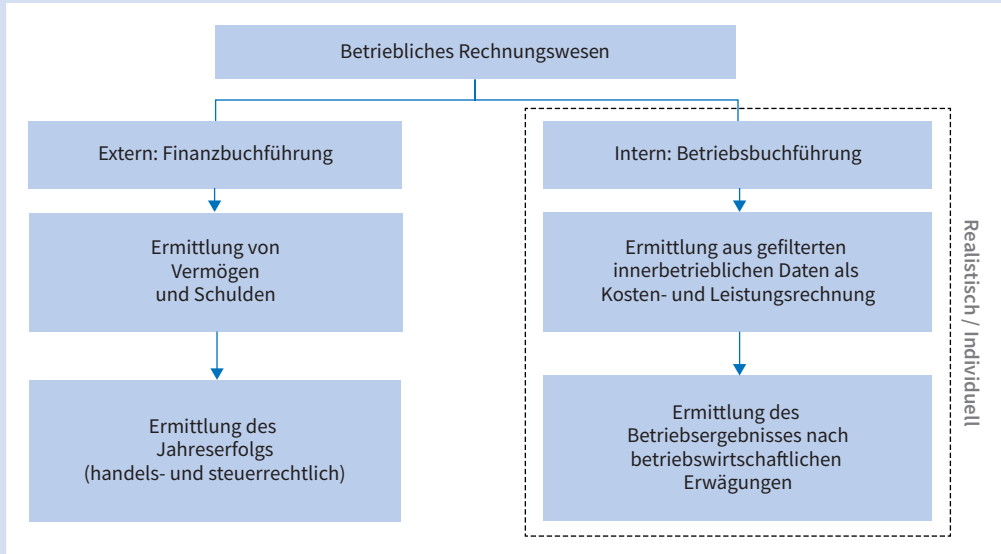 Betriebliches Rechnungswesen
Extern: Finanzbuchführung
Ermittlung von
Vermögen
und Schulden
Ermittlung des
Jahreserfolgs
(handels- und steuerrechtlich)
Intern: Betriebsbuchführung
Ermittlung aus gefilterten
innerbetrieblichen Daten als
Kosten- und Leistungsrechnung
Ermittlung des
Betriebsergebnisses nach
betriebswirtschaftlichen
Erwägungen
Realistisch / Individuell